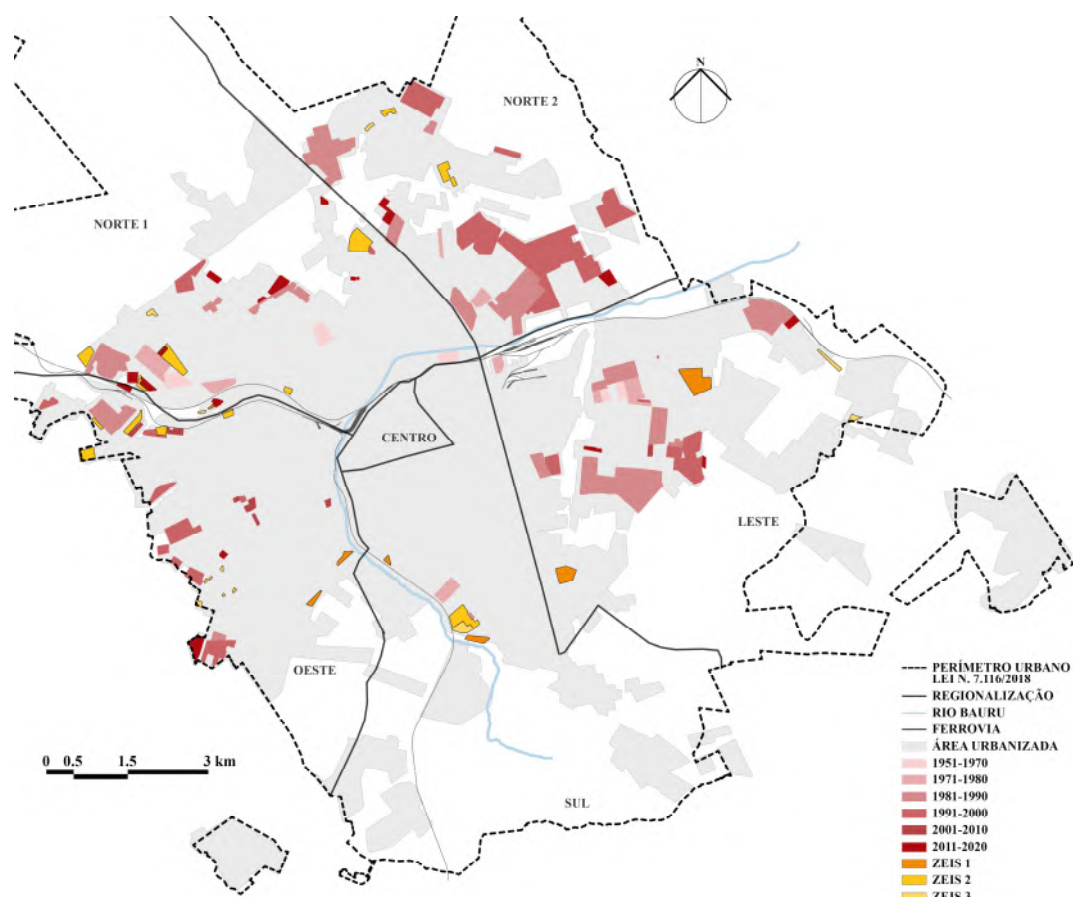 N
NORTE 2
NORTE 1
CENTRO
LESTE
OESTE
SUL
0 0.5 1.5 3 km
PERÍMETRO URBANO
LEI N. 7.116/2018
REGIONALIZAÇÃO
RIO BAURU
FERROVIA
ÁREA URBANIZADA
1951-1970
1971-1980
1981-1990
1991-2000
2001-2010
2011-2020
ZEIS 1
ZEIS 2
ZEIS 3